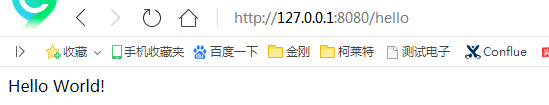 http://127.0.0.1:8080/hello
收藏 手机收藏夹 百度一下 金刚 柯莱特 测试电子 Conflue
Hello World!